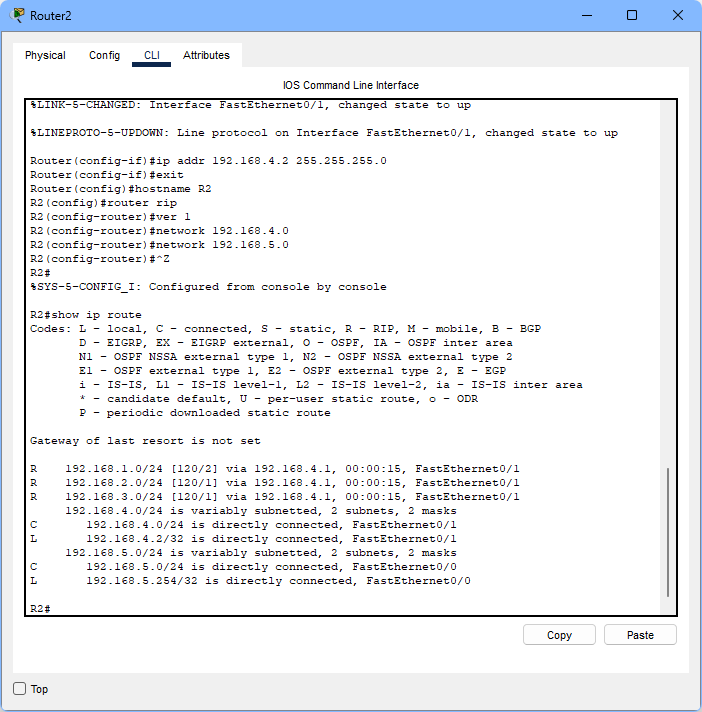 Router2
Physical Config CLI Attributes
IOS Command Line Interface
%LINK-5-CHANGED: Interface FastEthernet0/1, changed state to up
%LINEPROTO-5-UPDOWN: Line protocol on Interface FastEthernet0/1, changed state to up
Router(config-if)#ip addr 192.168.4.2 255.255.255.0
Router(config-if)#exit
Router(config)#hostname R2
R2(config)#router rip
R2(config-router)#ver 1
R2(config-router)#network 192.168.4.0
R2(config-router)#network 192.168.5.0
R2(config-router)#^Z
R2#
%SYS-5-CONFIG_I: Configured from console by console
R2#show ip route
Codes: L - local, C - connected, S - static, R - RIP, M - mobile, B - BGP
D - EIGRP, EX - EIGRP external, O - OSPF, IA - OSPF inter area
N1 - OSPF NSSA external type 1, N2 - OSPF NSSA external type 2
E1 - OSPF external type 1, E2 - OSPF external type 2, E - EGP
i - IS-IS, L1 - IS-IS level-1, L2 - IS-IS level-2, ia - IS-IS inter area
* - candidate default, U - per-user static route, o - ODR
P - periodic downloaded static route
Gateway of last resort is not set
R 192.168.1.0/24 [120/2] via 192.168.4.1, 00:00:15, FastEthernet0/1
R 192.168.2.0/24 [120/1] via 192.168.4.1, 00:00:15, FastEthernet0/1
R 192.168.3.0/24 [120/1] via 192.168.4.1, 00:00:15, FastEthernet0/1
192.168.4.0/24 is variably subnetted, 2 subnets, 2 masks
C 192.168.4.0/24 is directly connected, FastEthernet0/1
L 192.168.4.2/32 is directly connected, FastEthernet0/1
192.168.5.0/24 is variably subnetted, 2 subnets, 2 masks
C 192.168.5.0/24 is directly connected, FastEthernet0/0
L 192.168.5.254/32 is directly connected, FastEthernet0/0
R2#
Copy Paste
Top